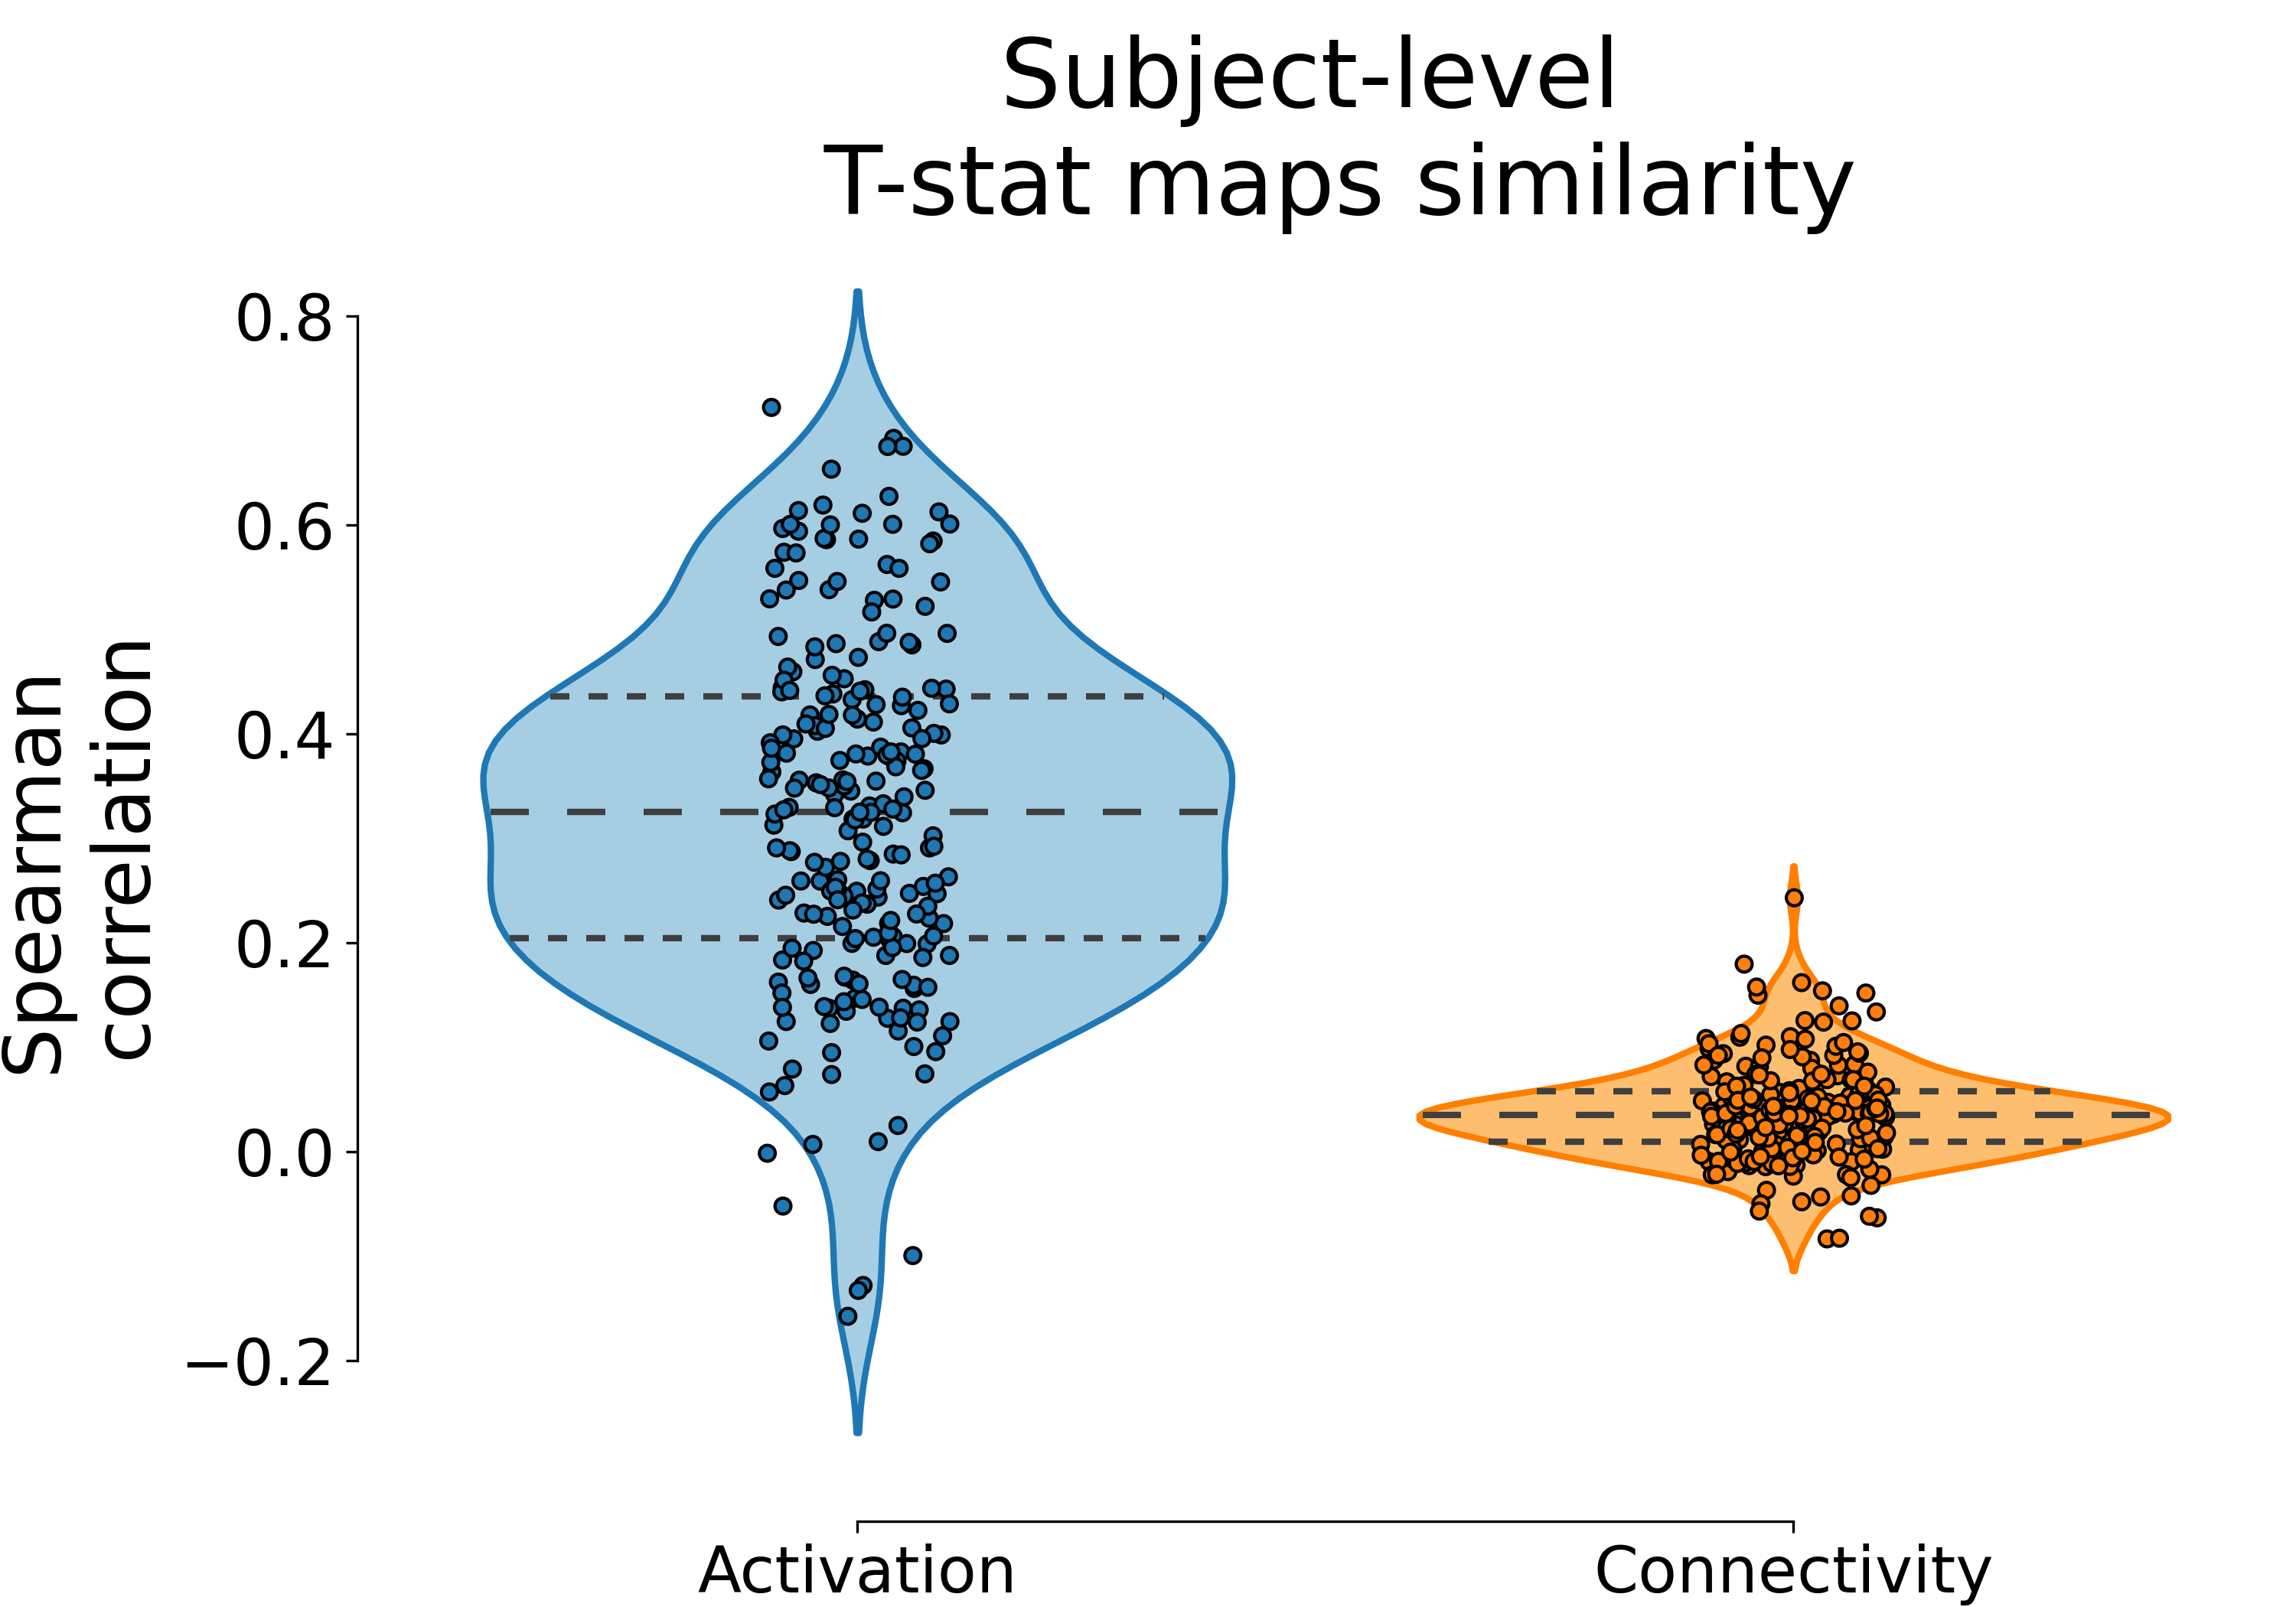 Subject-level
T-stat maps similarity
Spearman
correlation
0.8
0.6
0.4
0.2
0.0
−0.2
Activation
Connectivity